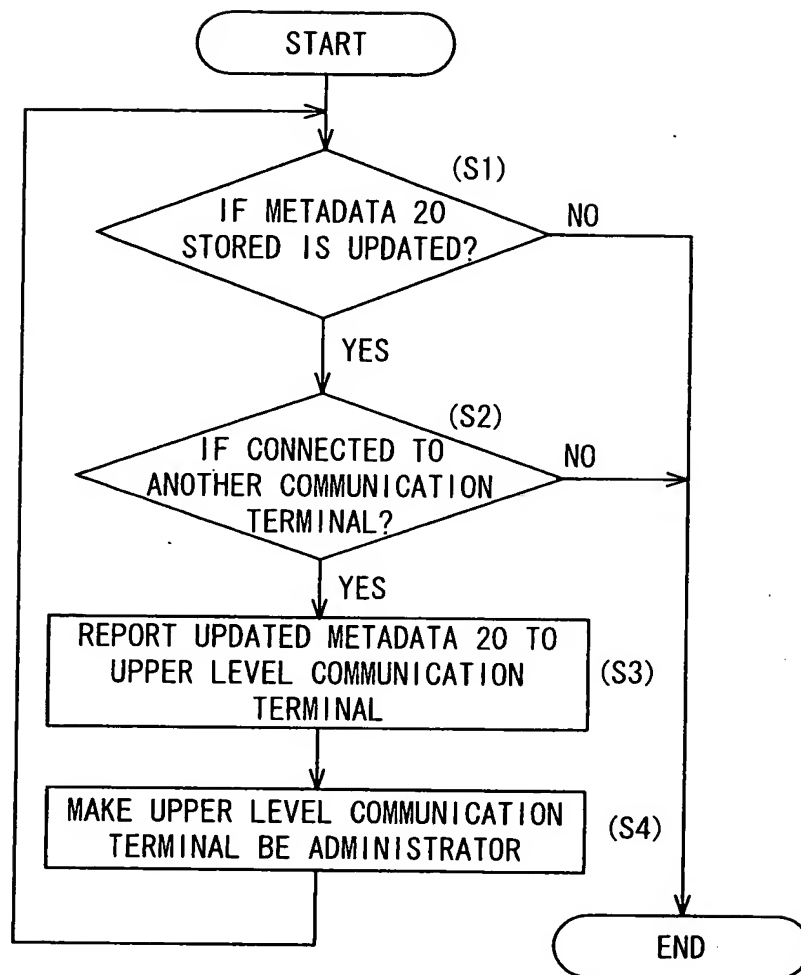 START
(S1)
IF METADATA 20
STORED IS UPDATED?
NO
YES
(S2)
IF CONNECTED TO
ANOTHER COMMUNICATION
TERMINAL?
NO
YES
REPORT UPDATED METADATA 20 TO
UPPER LEVEL COMMUNICATION
TERMINAL
(S3)
MAKE UPPER LEVEL COMMUNICATION
TERMINAL BE ADMINISTRATOR
(S4)
END